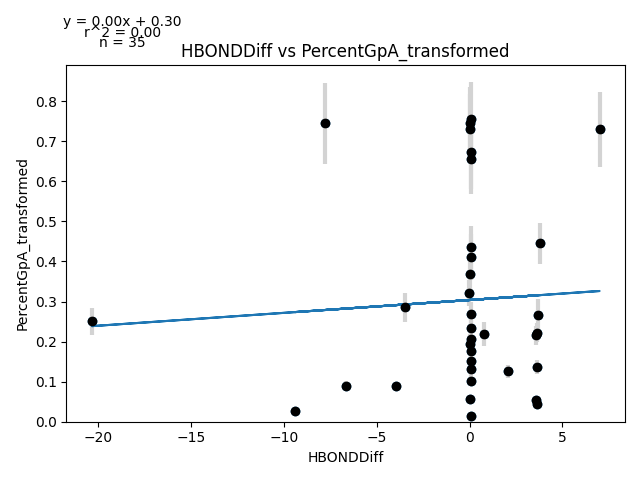 y = 0.00x + 0.30
r^2 = 0.00
n = 35
HBONDDiff vs PercentGpA_transformed
PercentGpA_transformed
0.8
0.7
0.6
0.5
0.4
0.3
0.2
0.1
0.0
−20
−15
−10
−5
0
5
HBONDDiff